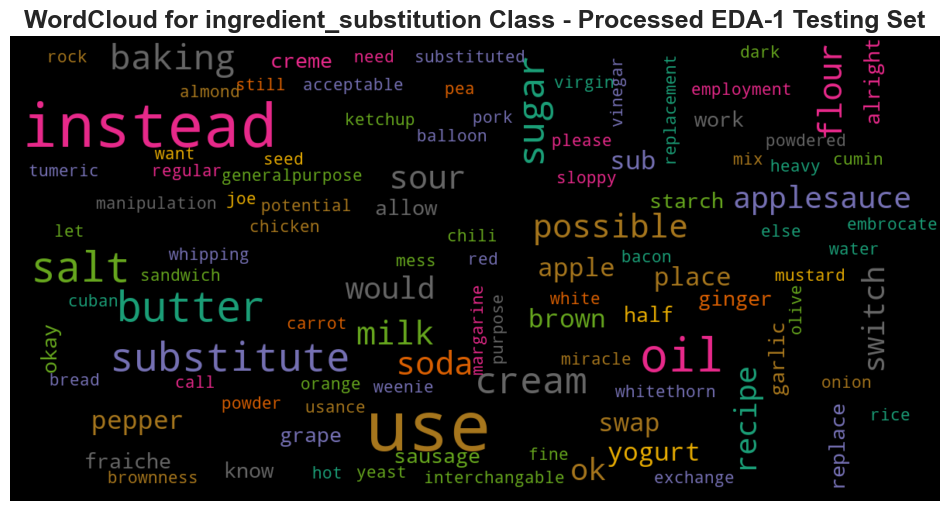 WordCloud for ingredient_substitution Class - Processed EDA-1 Testing Set
rock baking creme need substituted dark
almond still acceptable pea sugar virgin vinegar replacement employment flour alright
instead ketchup pork balloon please work powdered
want seed sub mix heavy cumin
tumeric regular generalpurpose sour sloppy
manipulation joe potential allow starch applesauce
let chicken chili possible else embrocate
whipping mess red bacon water
salt sandwich would apple place mustard
cuban butter margarine purpose white ginger olive switch
okay carrot milk brown half
substitute soda oil garlic
bread call orange weenie cream miracle whitethorn onion
powder usance recipe rice
pepper grape use swap replace
fraiche know sausage fine yogurt
brownness hot yeast interchangable ok exchange